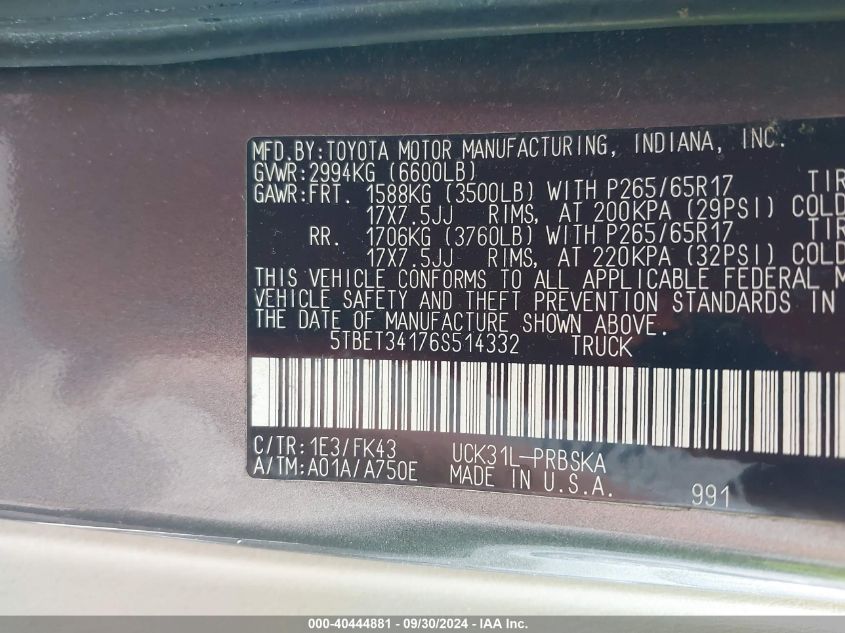 MFD.BY:TOYOTA MOTOR MANUFACTURING, INDIANA, INC.
GVWR:2994KG (6600LB)
GAWR:FRT. 1588KG (3500LB) WITH P265/65R17 TIR
17X7.5JJ RIMS, AT 200KPA (29PSI) COLD
RR. 1706KG (3760LB) WITH P265/65R17 TIR
17X7.5JJ RIMS, AT 220KPA (32PSI) COLD
THIS VEHICLE CONFORMS TO ALL APPLICABLE FEDERAL M
VEHICLE SAFETY AND THEFT PREVENTION STANDARDS IN
THE DATE OF MANUFACTURE SHOWN ABOVE.
5TBET34176S514332 TRUCK
C/TR:1E3/FK43 UCK31L-PRBSKA
A/TM:A01A/A750E MADE IN U.S.A. 991
000-40444881 - 09/30/2024 - IAA Inc.